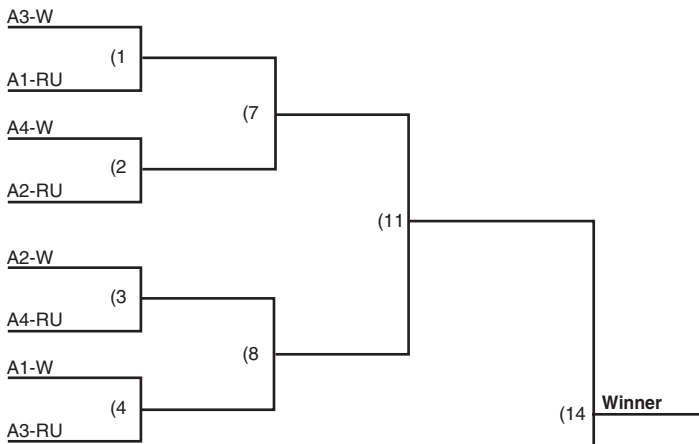 A3-W
(1
A1-RU
(7
A4-W
(2
A2-RU
(11
A2-W
(3
A4-RU
(8
A1-W
(4
A3-RU
(14
Winner